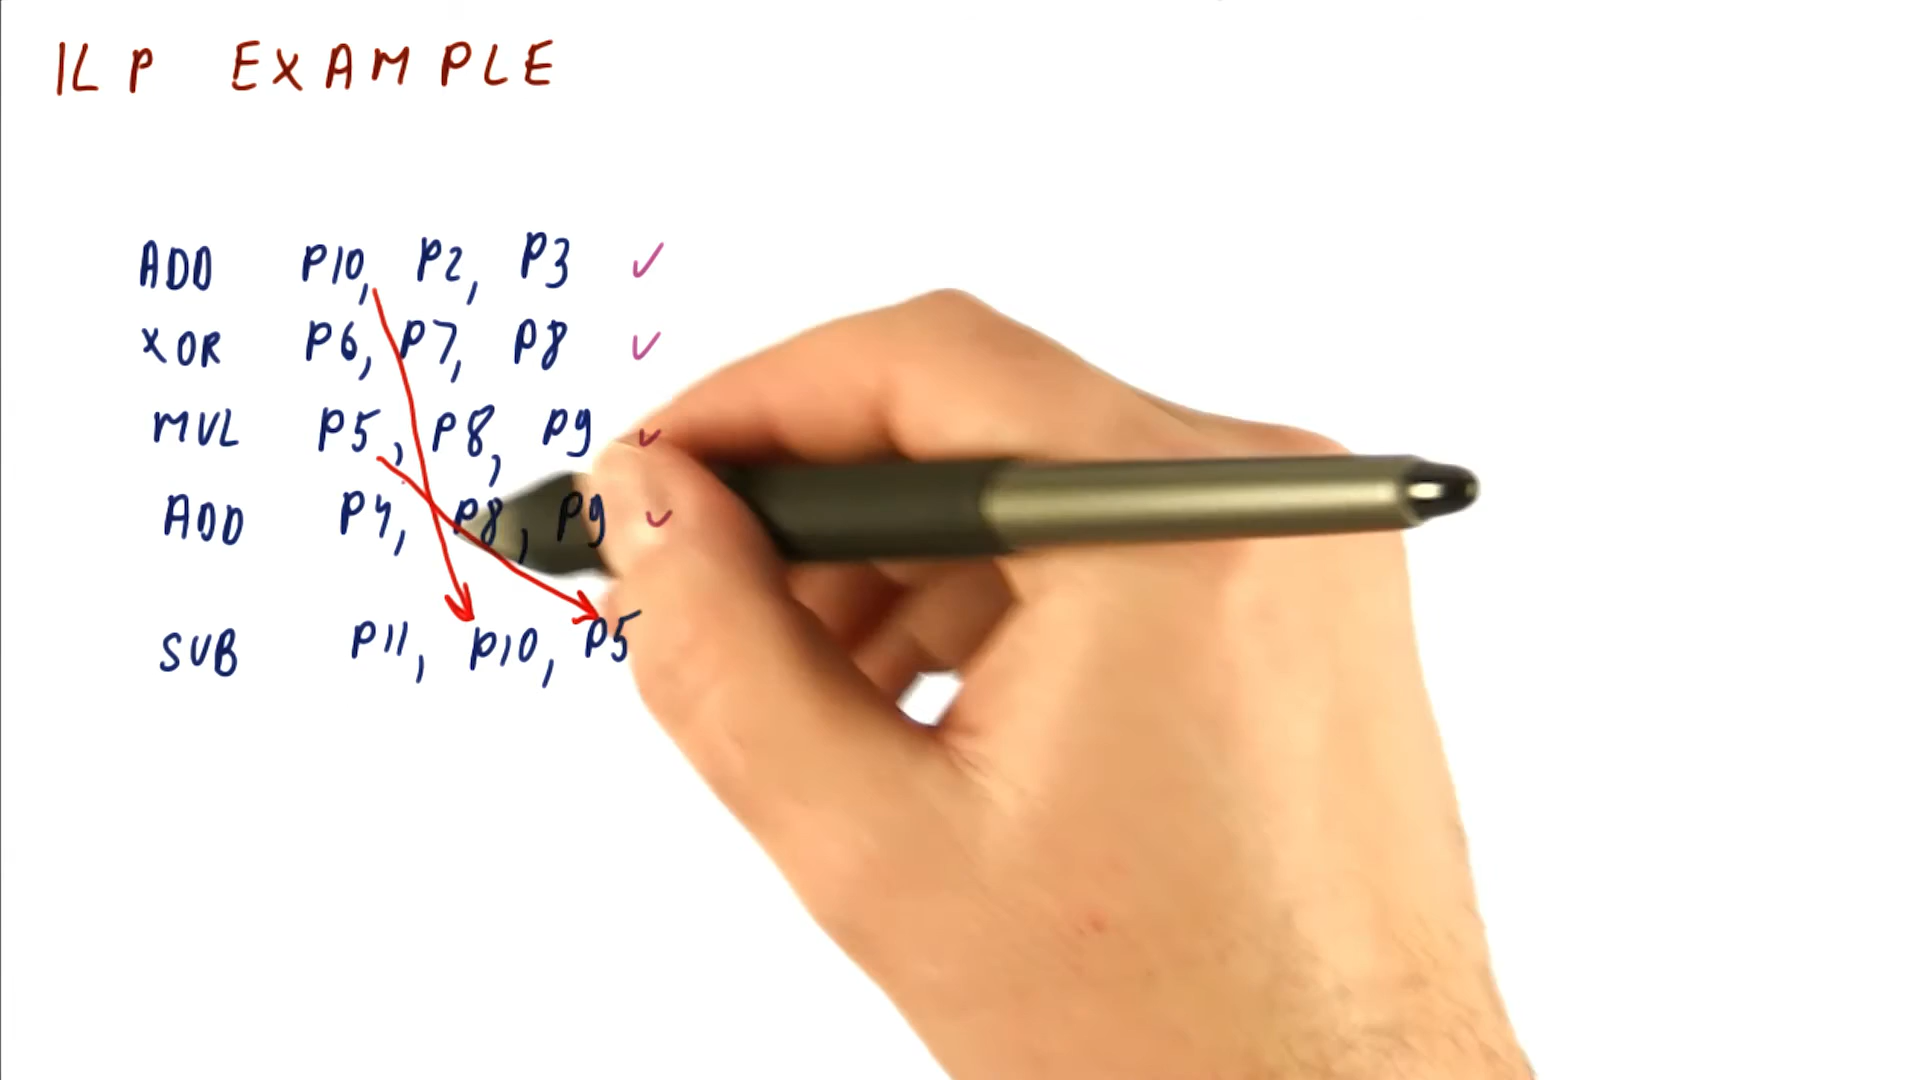 ILP EXAMPLE
ADD P10, P2, P3 ✓
XOR P6, P7, P8 ✓
MUL P5, P8, P9 ✓
ADD P4, P8, P9 ✓
SUB P11, P10, P5